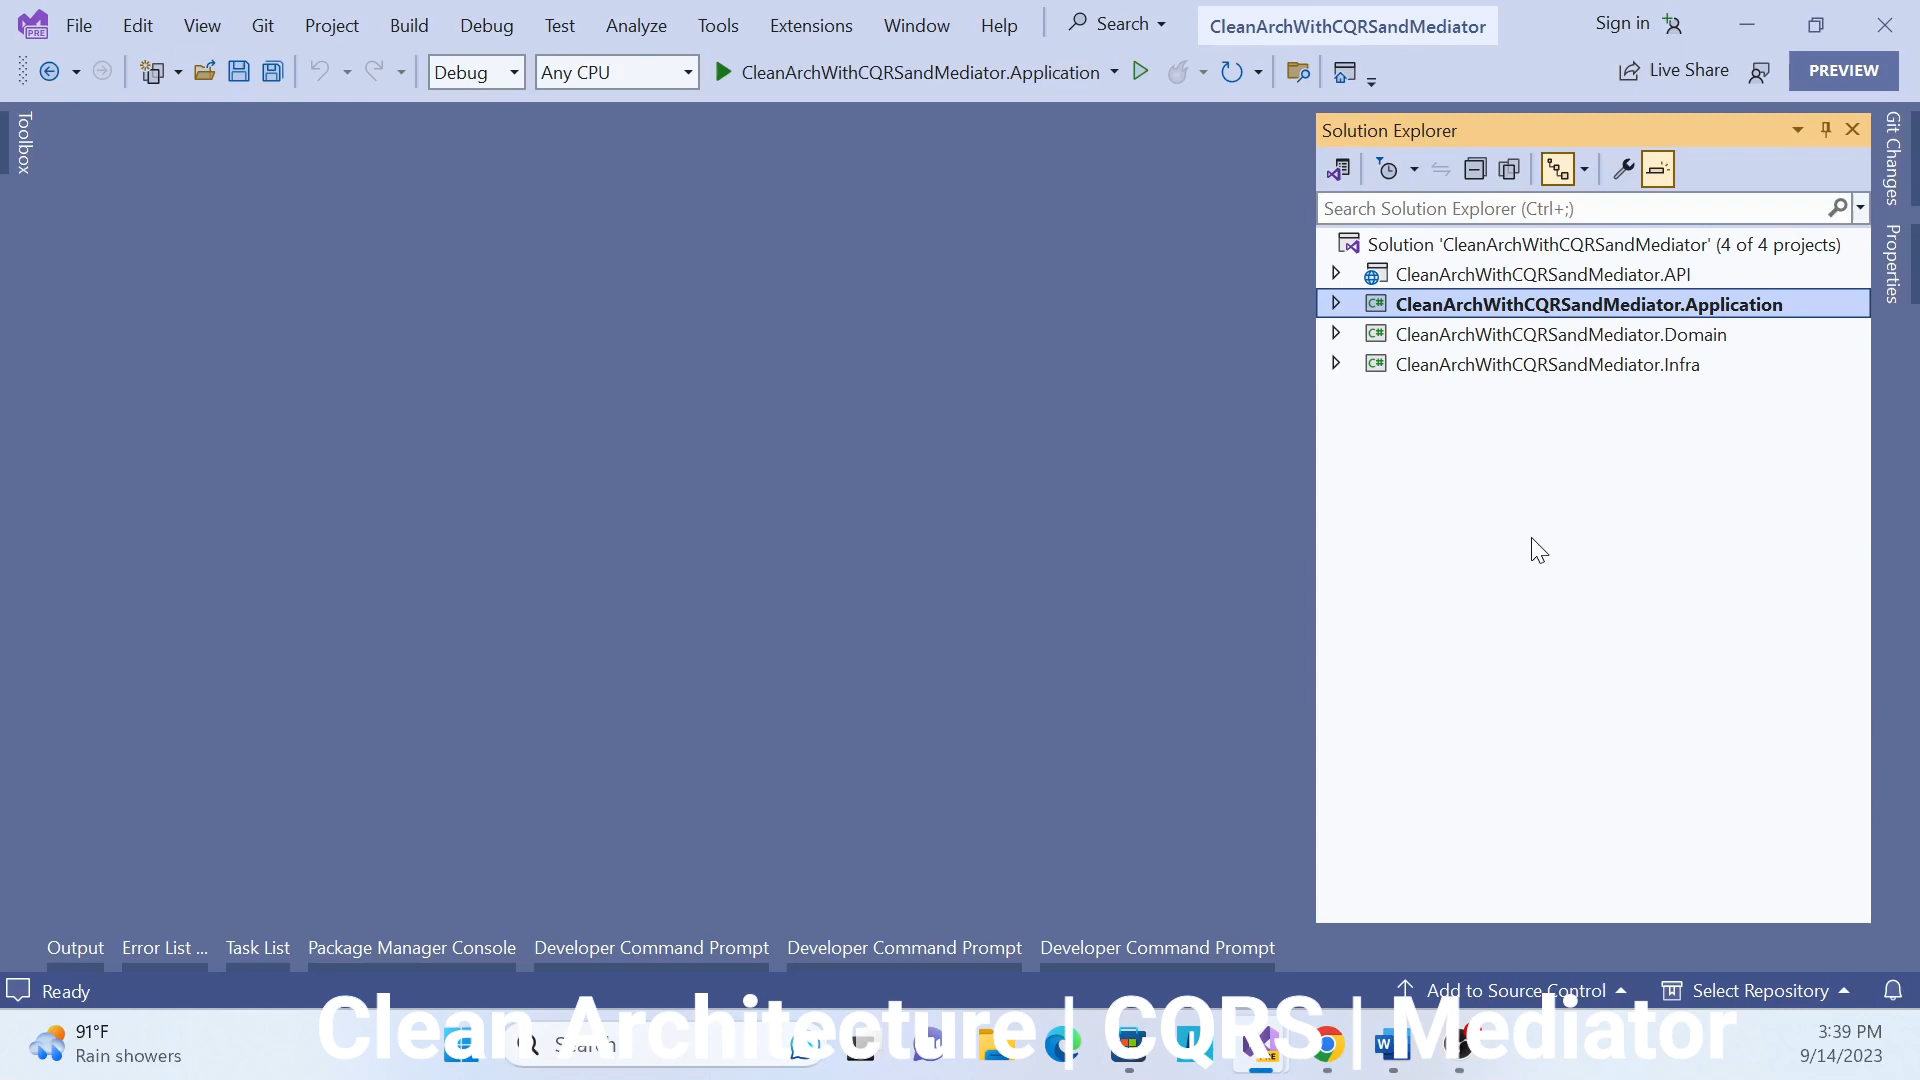 File Edit View Git Project Build Debug Test Analyze Tools Extensions Window Help Search CleanArchWithCQRSandMediator Sign in
PRE
Debug Any CPU CleanArchWithCQRSandMediator.Application Live Share PREVIEW
Toolbox
Solution Explorer
Search Solution Explorer (Ctrl+;)
Solution 'CleanArchWithCQRSandMediator' (4 of 4 projects)
CleanArchWithCQRSandMediator.API
C# CleanArchWithCQRSandMediator.Application
C# CleanArchWithCQRSandMediator.Domain
C# CleanArchWithCQRSandMediator.Infra
Git Changes
Properties
Output Error List ... Task List Package Manager Console Developer Command Prompt Developer Command Prompt Developer Command Prompt
Ready Add to Source Control Select Repository
Clean Architecture | CQRS | Mediator
91°F
Rain showers
Search
W
PRE
3:39 PM
9/14/2023